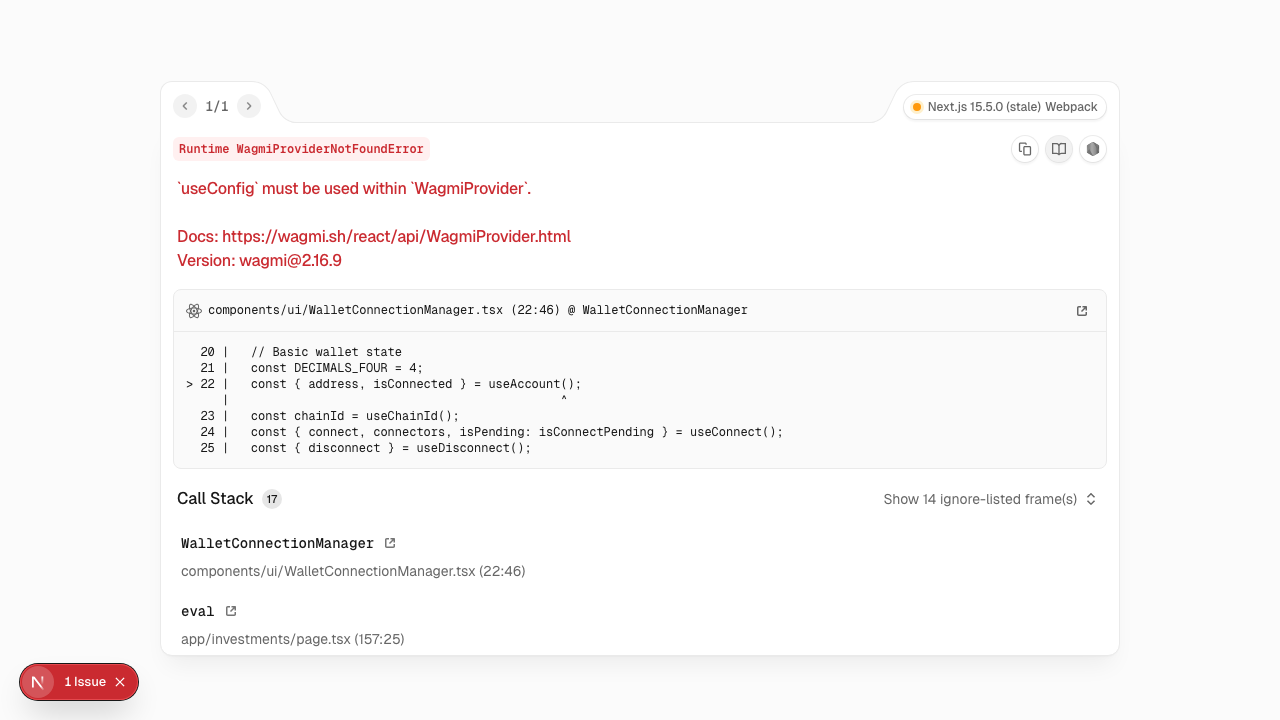 1/1
Next.js 15.5.0 (stale) Webpack
Runtime WagmiProviderNotFoundError
`useConfig` must be used within `WagmiProvider`.
Docs: https://wagmi.sh/react/api/WagmiProvider.html
Version: wagmi@2.16.9
components/ui/WalletConnectionManager.tsx (22:46) @ WalletConnectionManager
20 |   // Basic wallet state
21 |   const DECIMALS_FOUR = 4;
> 22 |   const { address, isConnected } = useAccount();
|                                              ^
23 |   const chainId = useChainId();
24 |   const { connect, connectors, isPending: isConnectPending } = useConnect();
25 |   const { disconnect } = useDisconnect();
Call Stack 17
Show 14 ignore-listed frame(s)
WalletConnectionManager
components/ui/WalletConnectionManager.tsx (22:46)
eval
app/investments/page.tsx (157:25)
N 1 Issue